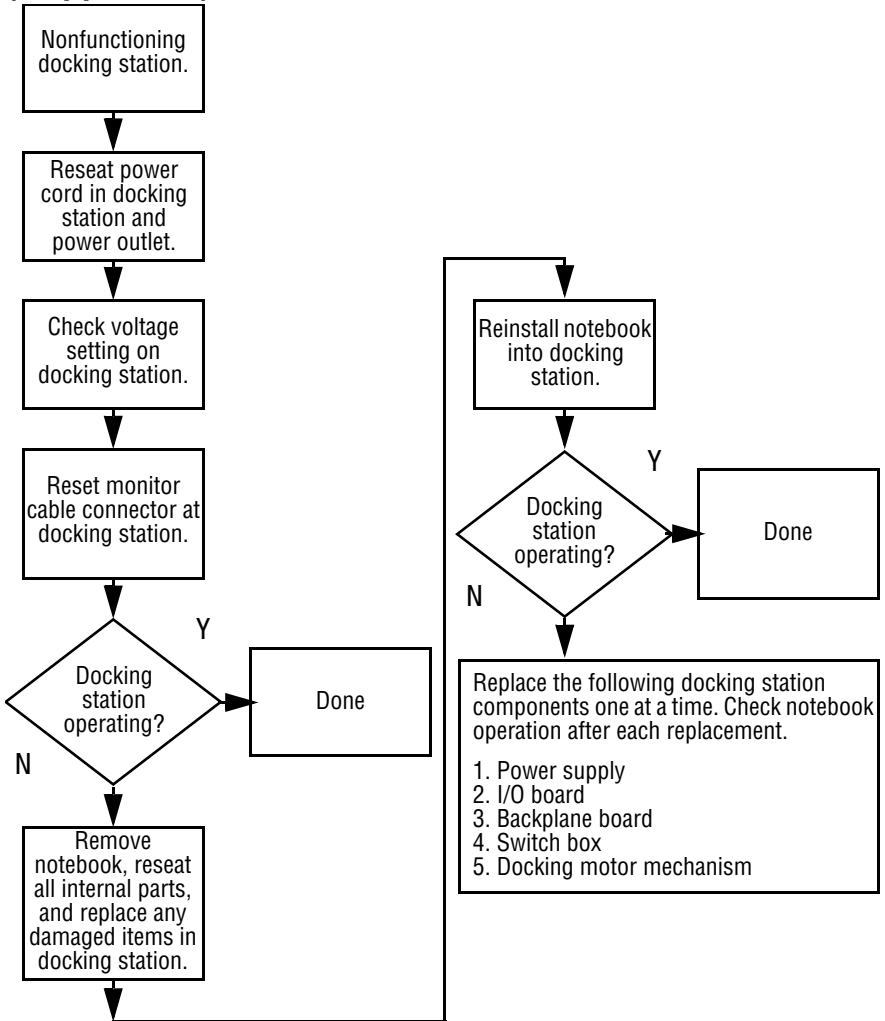 Nonfunctioning
docking station.
Reseat power
cord in docking
station and
power outlet.
Check voltage
setting on
docking station.
Reset monitor
cable connector at
docking station.
Docking
station
operating?
Y
Done
N
Remove
notebook, reseat
all internal parts,
and replace any
damaged items in
docking station.
Reinstall notebook
into docking
station.
Docking
station
operating?
Y
Done
N
Replace the following docking station
components one at a time. Check notebook
operation after each replacement.
1. Power supply
2. I/O board
3. Backplane board
4. Switch box
5. Docking motor mechanism